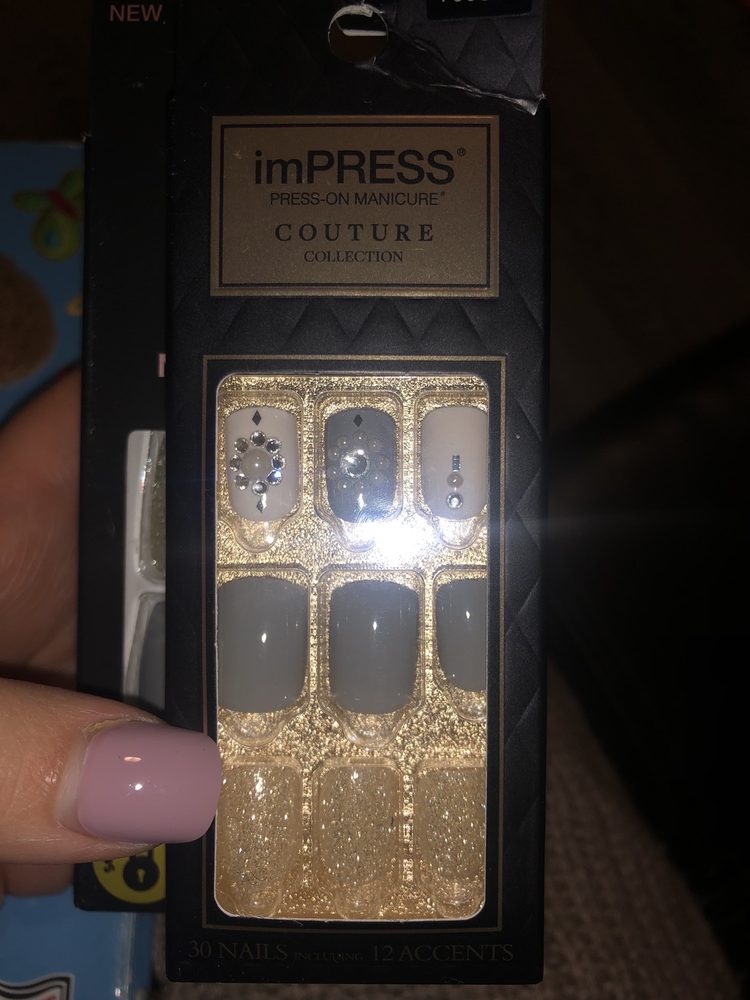 NEW
imPRESS®
PRESS-ON MANICURE®
COUTURE
COLLECTION
30 NAILS INCLUDING 12 ACCENTS